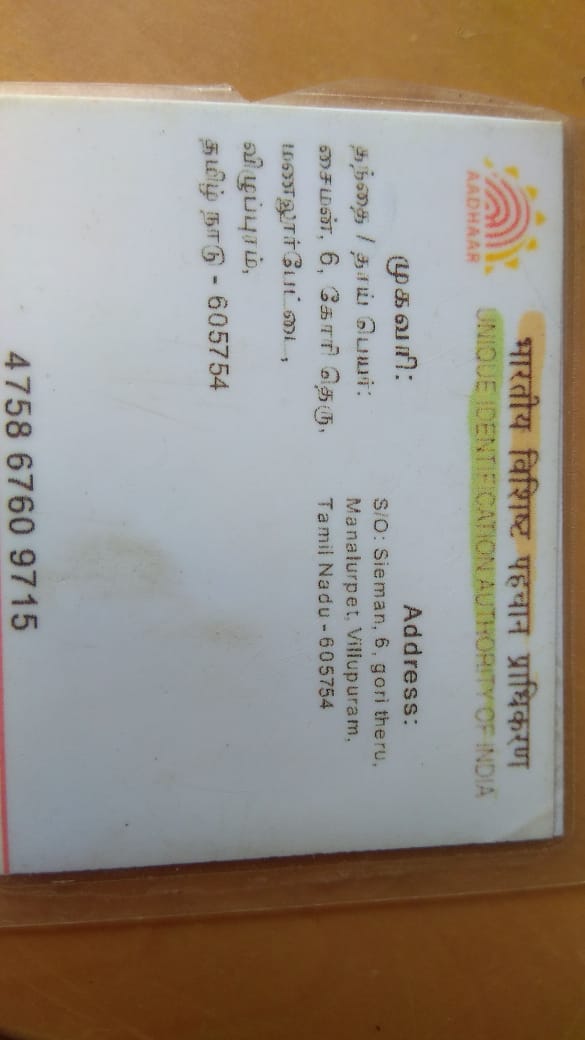 AADHAAR
भारतीय विशिष्ट पहचान प्राधिकरण
UNIQUE IDENTIFICATION AUTHORITY OF INDIA
முகவரி:
தந்தை / தாய் பெயர்:
சைமன், 6, கோரி தெரு,
மணலூர்பேட்டை,
விழுப்புரம்,
தமிழ் நாடு - 605754
Address:
S/O: Sieman, 6, gori theru,
Manalurpet, Villupuram,
Tamil Nadu - 605754
4758 6760 9715